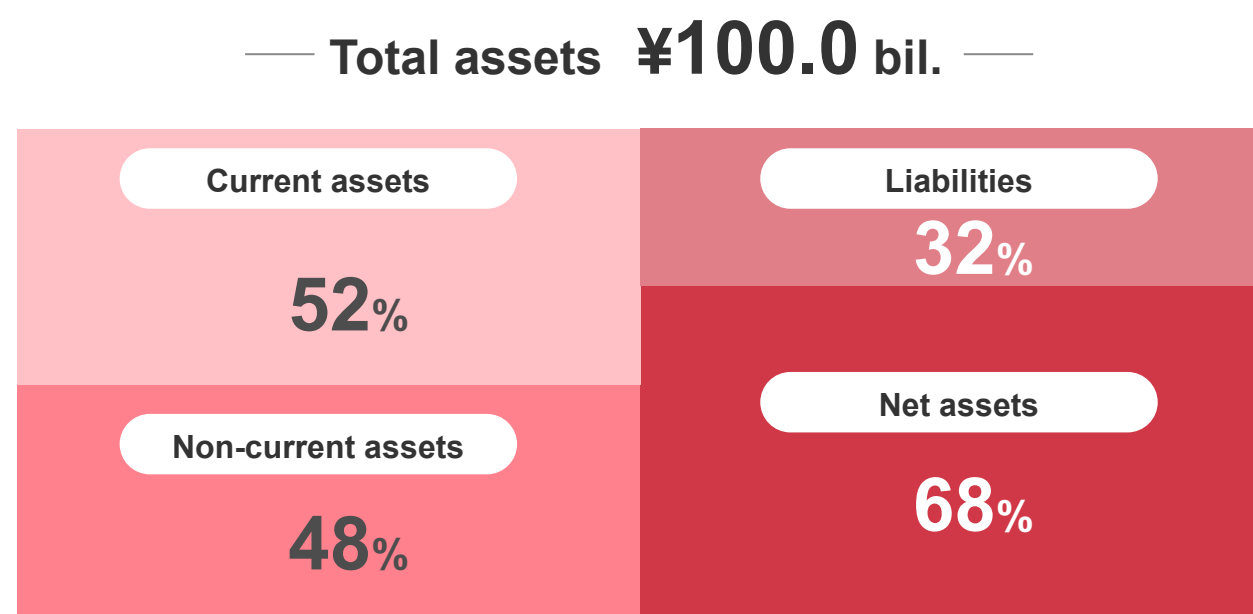 Total assets ¥100.0 bil.
Current assets
52%
Non-current assets
48%
Liabilities
32%
Net assets
68%